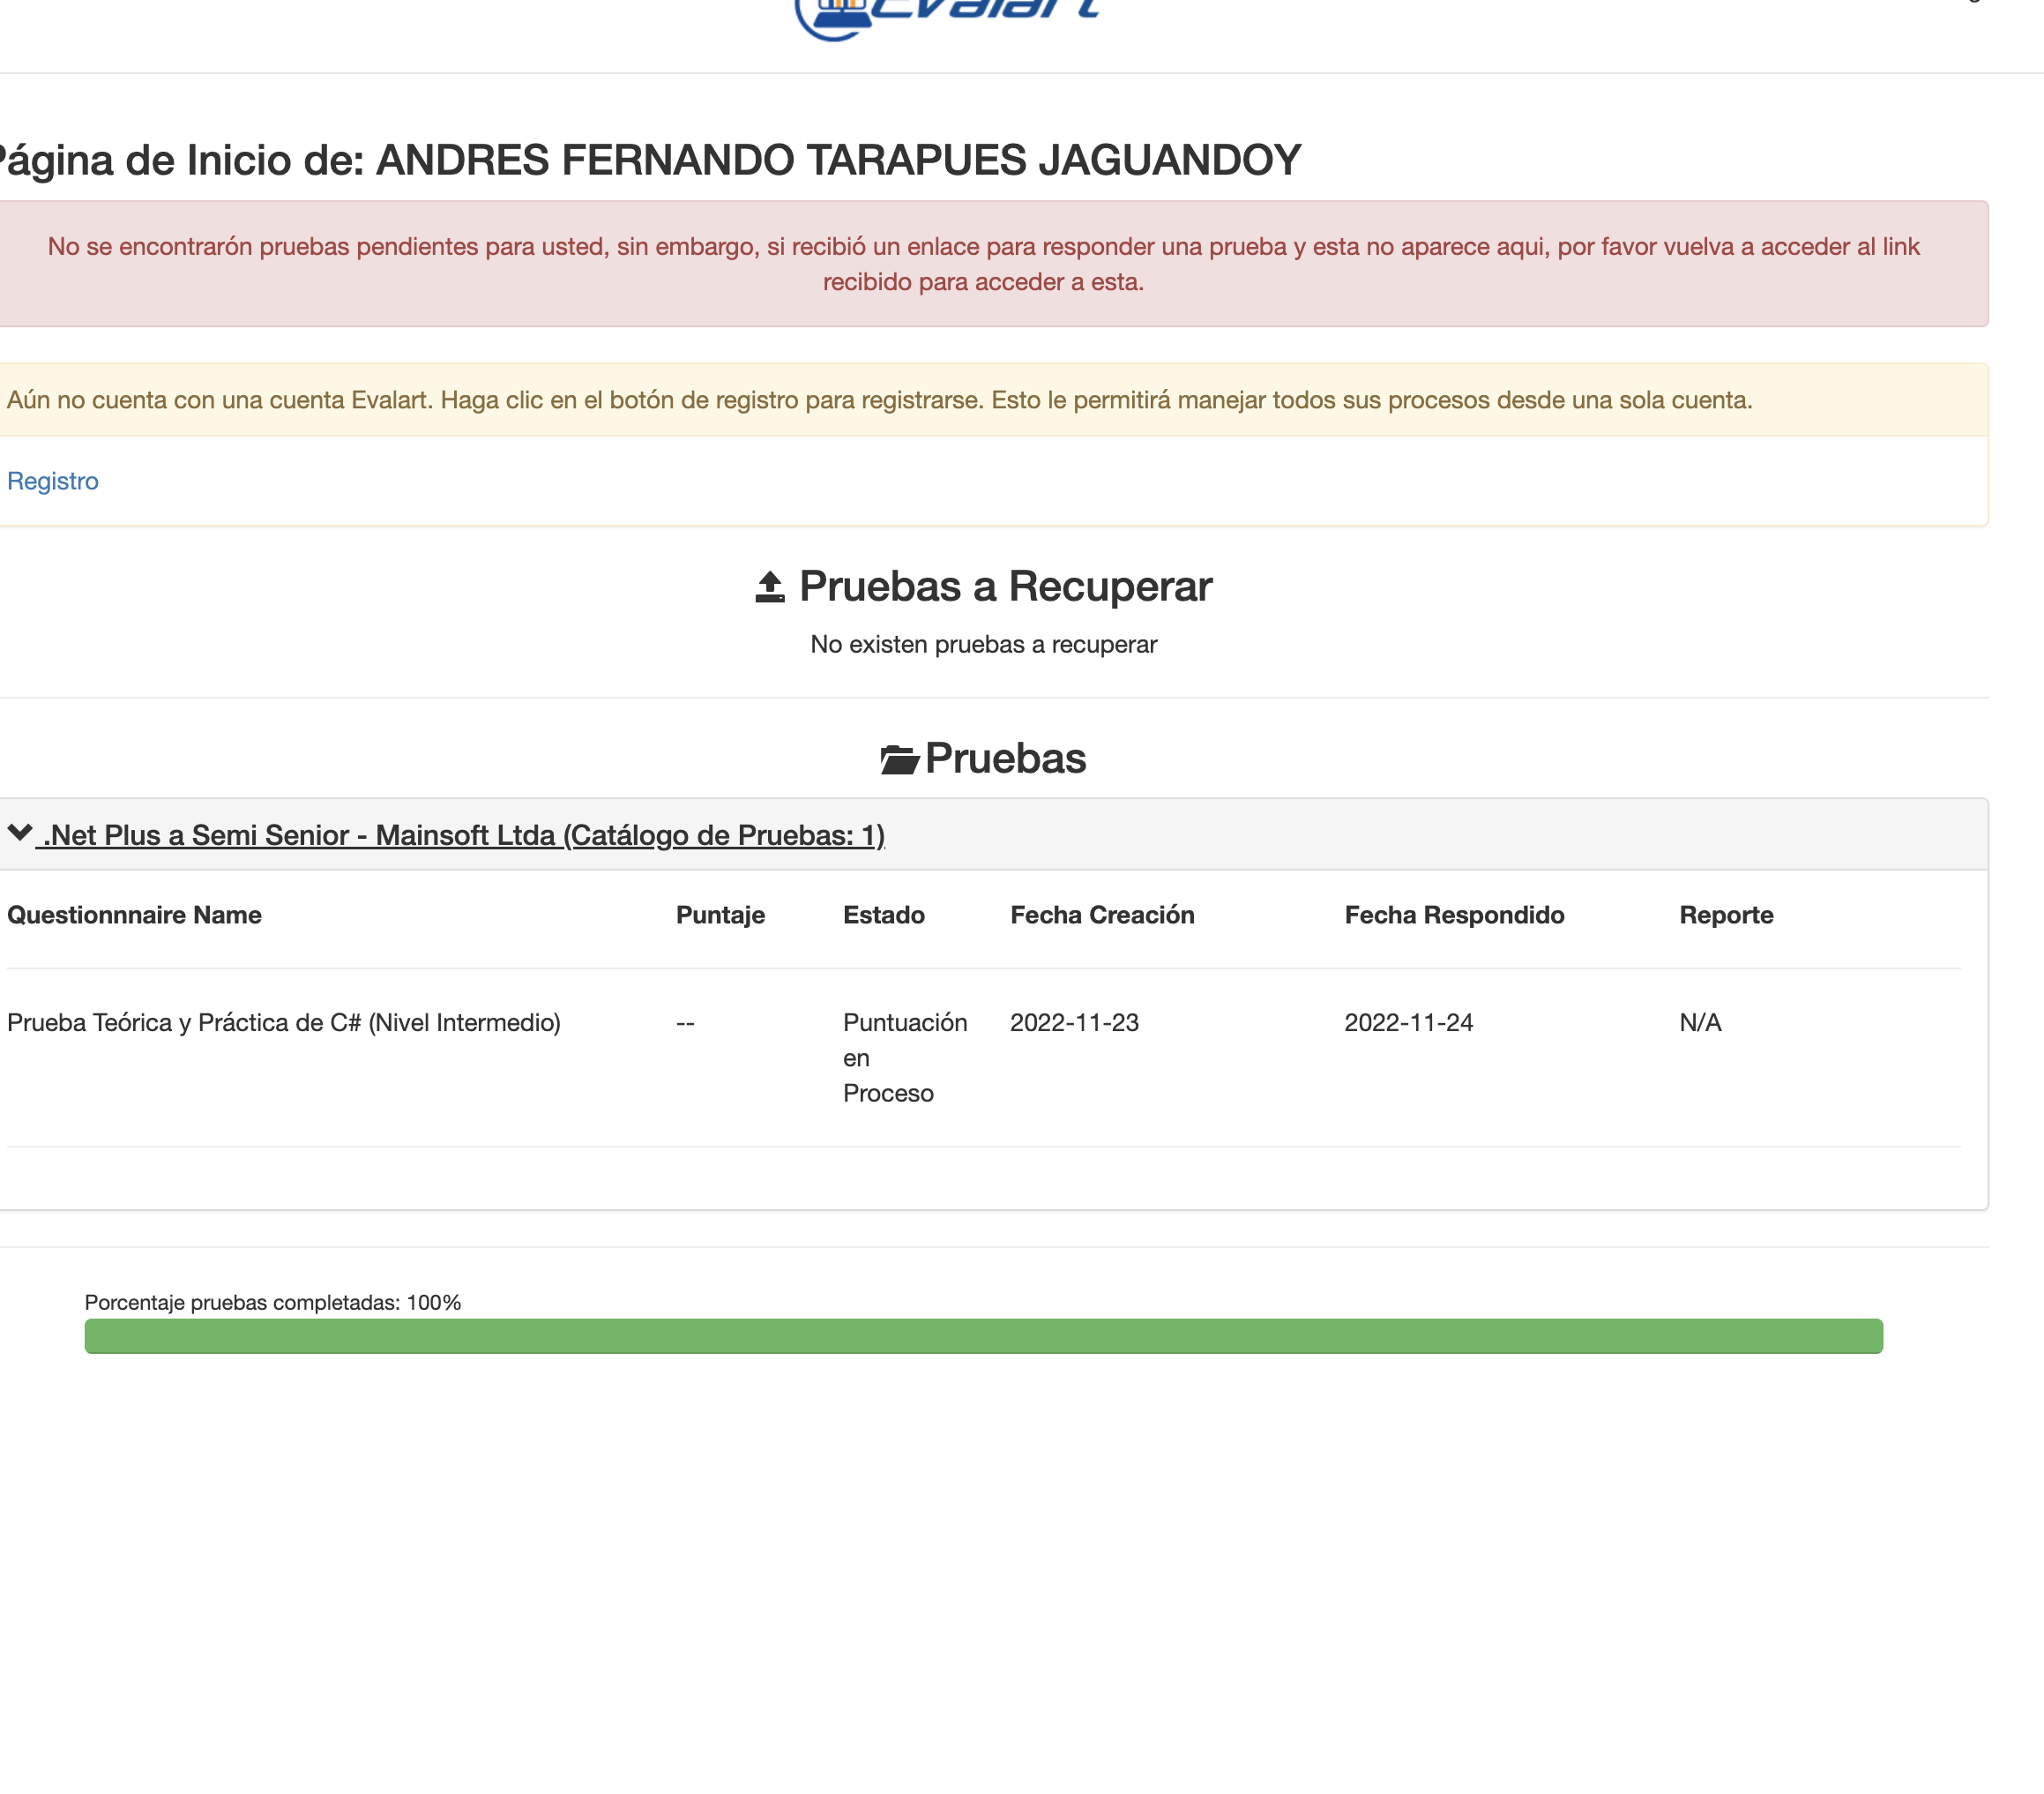 Evalart
Página de Inicio de: ANDRES FERNANDO TARAPUES JAGUANDOY
No se encontrarón pruebas pendientes para usted, sin embargo, si recibió un enlace para responder una prueba y esta no aparece aqui, por favor vuelva a acceder al link
recibido para acceder a esta.
Aún no cuenta con una cuenta Evalart. Haga clic en el botón de registro para registrarse. Esto le permitirá manejar todos sus procesos desde una sola cuenta.
Registro
Pruebas a Recuperar
No existen pruebas a recuperar
Pruebas
.Net Plus a Semi Senior - Mainsoft Ltda (Catálogo de Pruebas: 1)
Questionnnaire Name Puntaje Estado Fecha Creación Fecha Respondido Reporte
Prueba Teórica y Práctica de C# (Nivel Intermedio) -- Puntuación 2022-11-23 2022-11-24 N/A
en
Proceso
Porcentaje pruebas completadas: 100%